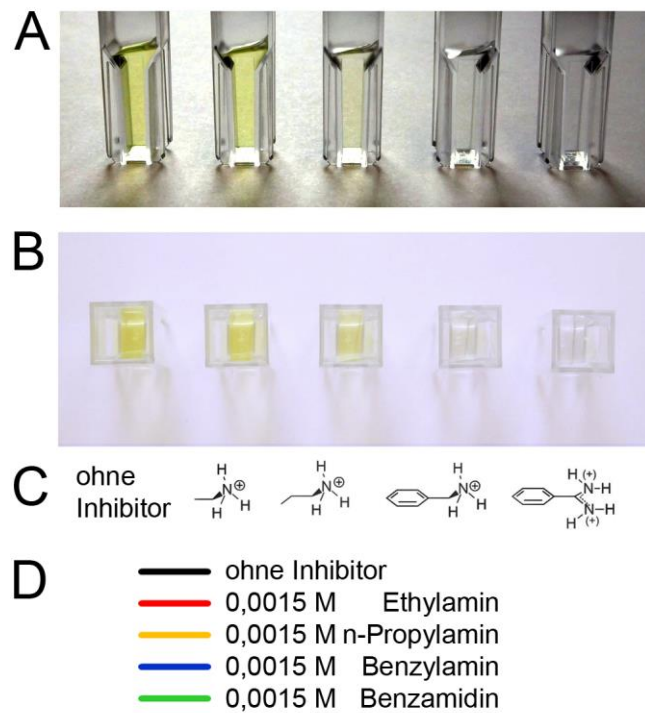 A
B
C
ohne
Inhibitor
H
N
⊕
H
H
H
N
⊕
H
H
H
N
⊕
H
H
H
(+)
N-H
N-H
H
(+)
D
ohne Inhibitor
0,0015 M Ethylamin
0,0015 M n-Propylamin
0,0015 M Benzylamin
0,0015 M Benzamidin